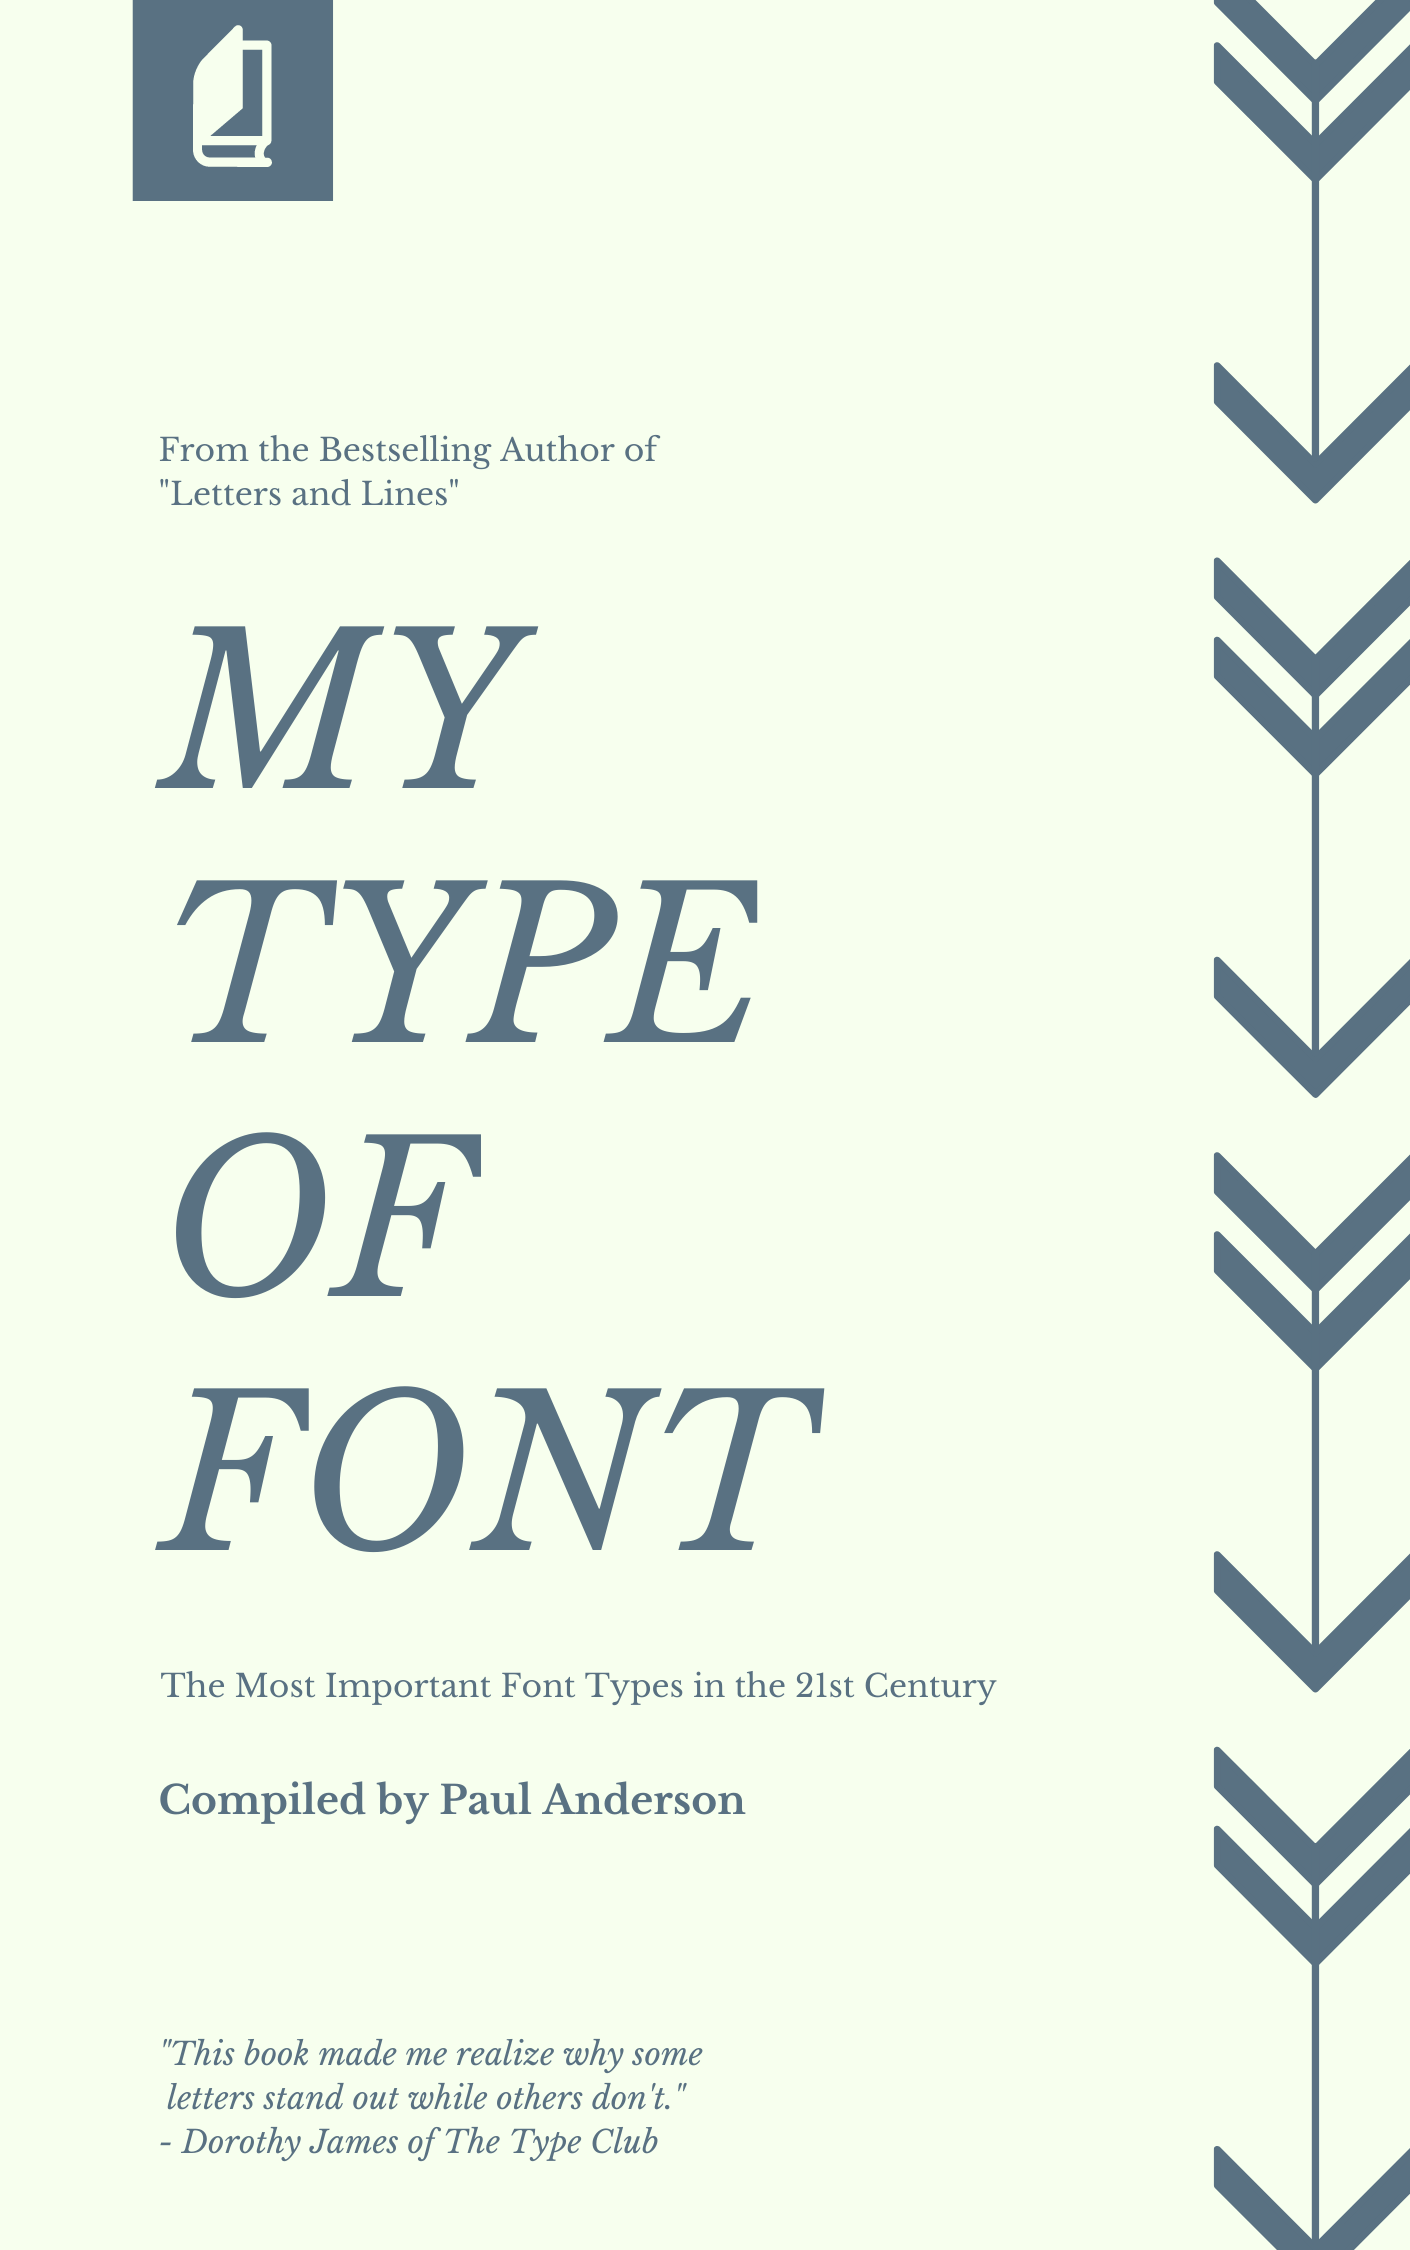 From the Bestselling Author of
"Letters and Lines"
MY
TYPE
OF
FONT
The Most Important Font Types in the 21st Century
Compiled by Paul Anderson
"This book made me realize why some
letters stand out while others don't."
- Dorothy James of The Type Club